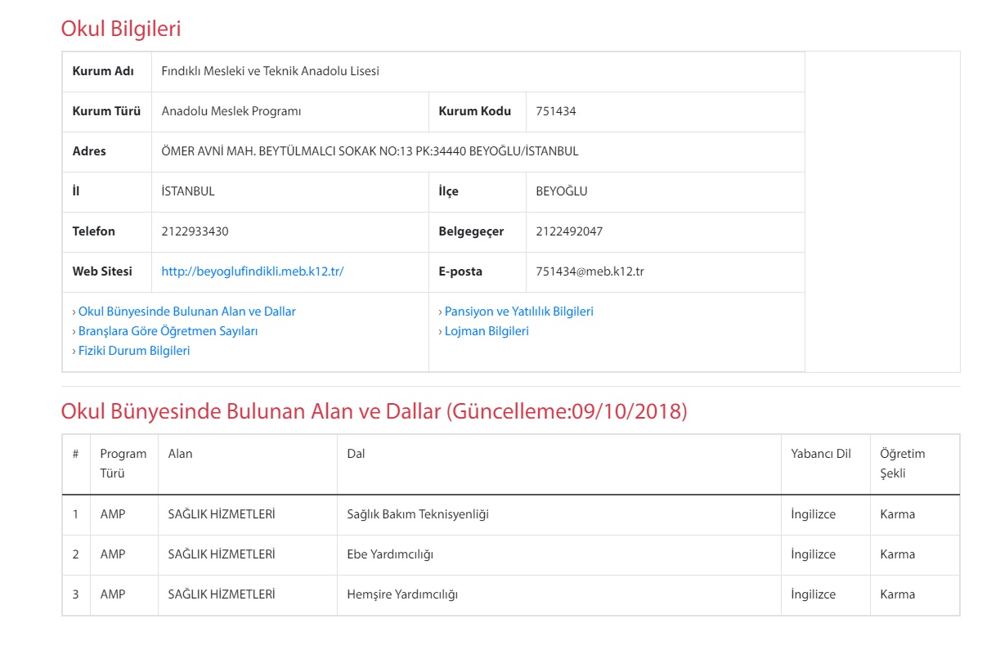 Okul Bilgileri
Kurum Adı Fındıklı Mesleki ve Teknik Anadolu Lisesi
Kurum Türü Anadolu Meslek Programı Kurum Kodu 751434
Adres ÖMER AVNİ MAH. BEYTÜLMALCI SOKAK NO:13 PK:34440 BEYOĞLU/İSTANBUL
İl İSTANBUL İlçe BEYOĞLU
Telefon 2122933430 Belgegeçer 2122492047
Web Sitesi http://beyoglufindikli.meb.k12.tr/ E-posta 751434@meb.k12.tr
› Okul Bünyesinde Bulunan Alan ve Dallar
› Branşlara Göre Öğretmen Sayıları
› Fiziki Durum Bilgileri
› Pansiyon ve Yatılılık Bilgileri
› Lojman Bilgileri
Okul Bünyesinde Bulunan Alan ve Dallar (Güncelleme:09/10/2018)
# Program Türü Alan Dal Yabancı Dil Öğretim Şekli
1 AMP SAĞLIK HİZMETLERİ Sağlık Bakım Teknisyenliği İngilizce Karma
2 AMP SAĞLIK HİZMETLERİ Ebe Yardımcılığı İngilizce Karma
3 AMP SAĞLIK HİZMETLERİ Hemşire Yardımcılığı İngilizce Karma